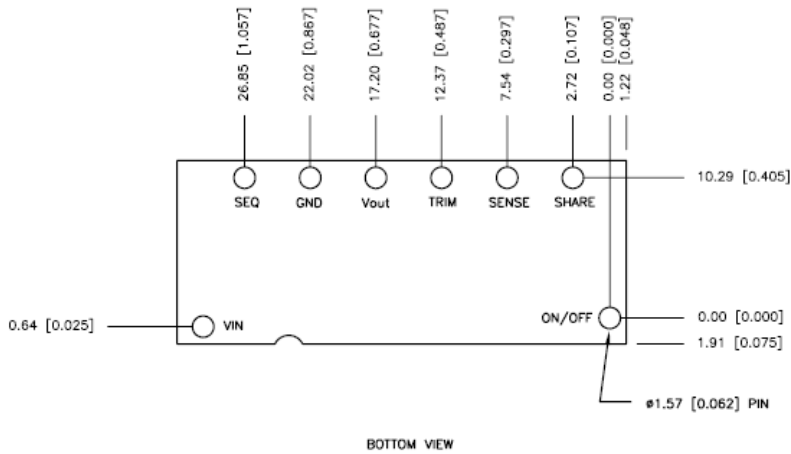 26.85 [1.057]
22.02 [0.867]
17.20 [0.677]
12.37 [0.487]
7.54 [0.297]
2.72 [0.107]
0.00 [0.000]
1.22 [0.048]
10.29 [0.405]
SEQ GND Vout TRIM SENSE SHARE
0.64 [0.025] VIN
ON/OFF 0.00 [0.000]
1.91 [0.075]
ø1.57 [0.062] PIN
BOTTOM VIEW